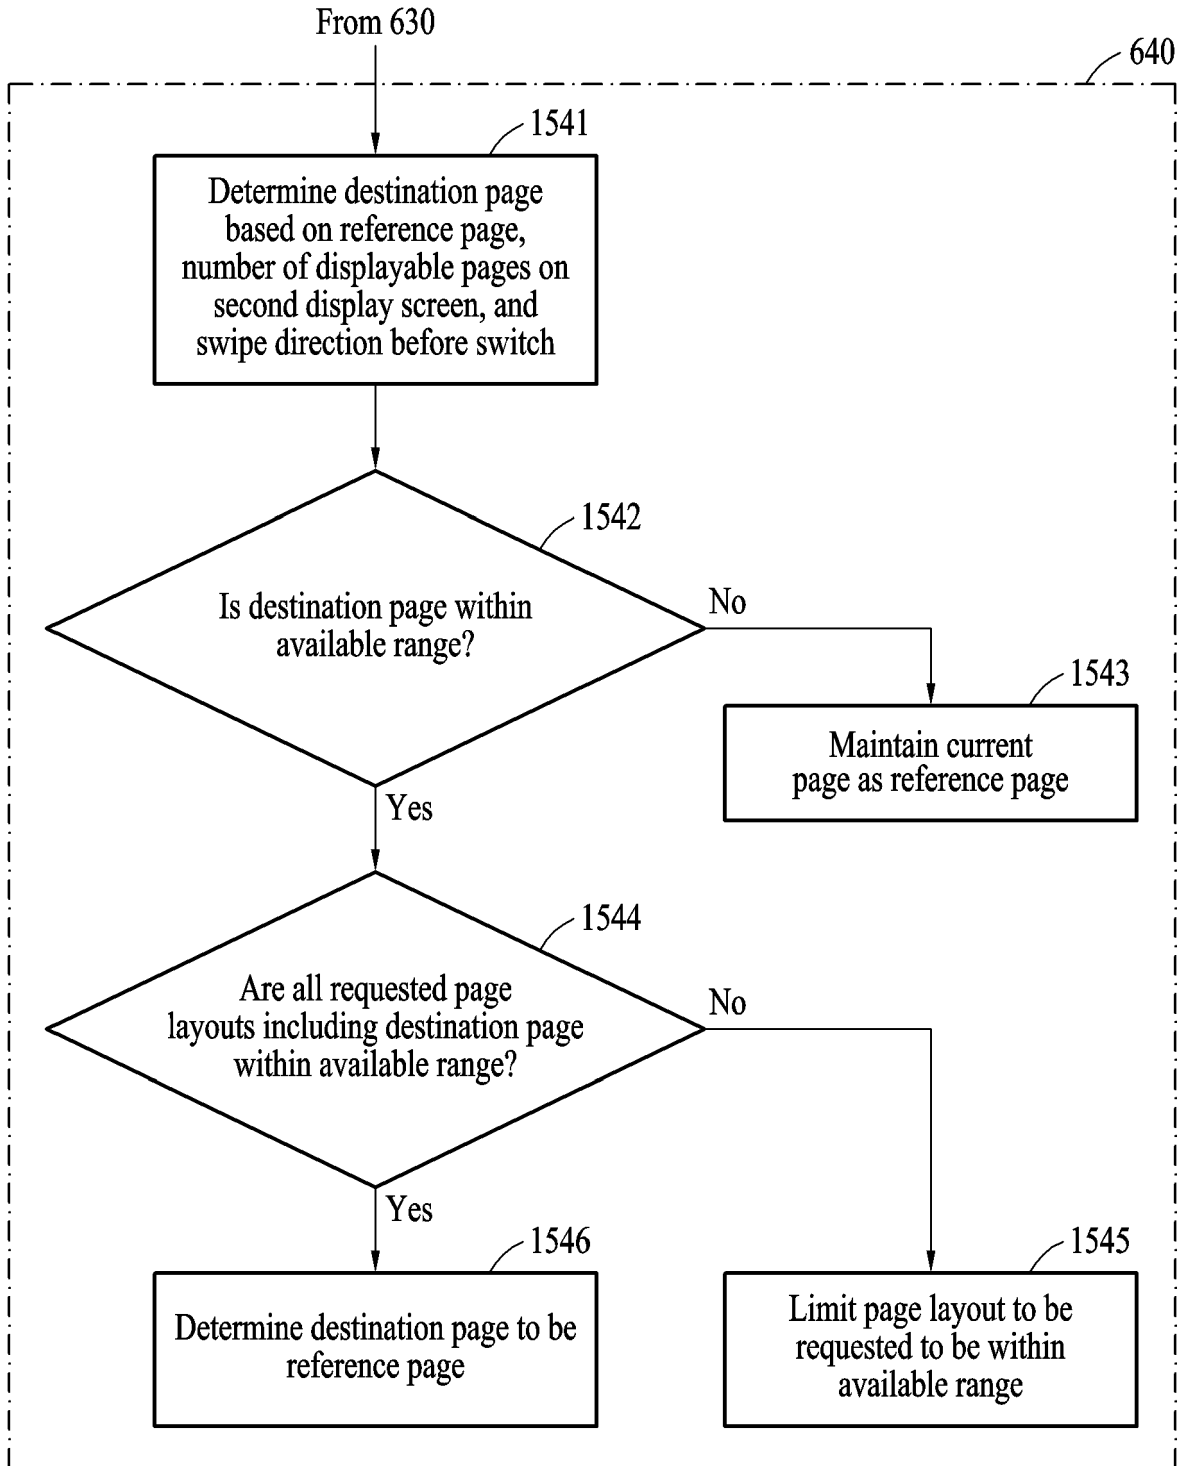 From 630
640
1541
Determine destination page
based on reference page,
number of displayable pages on
second display screen, and
swipe direction before switch
1542
Is destination page within
available range?
No
1543
Maintain current
page as reference page
Yes
1544
Are all requested page
layouts including destination page
within available range?
No
Yes
1546
Determine destination page to be
reference page
1545
Limit page layout to be
requested to be within
available range